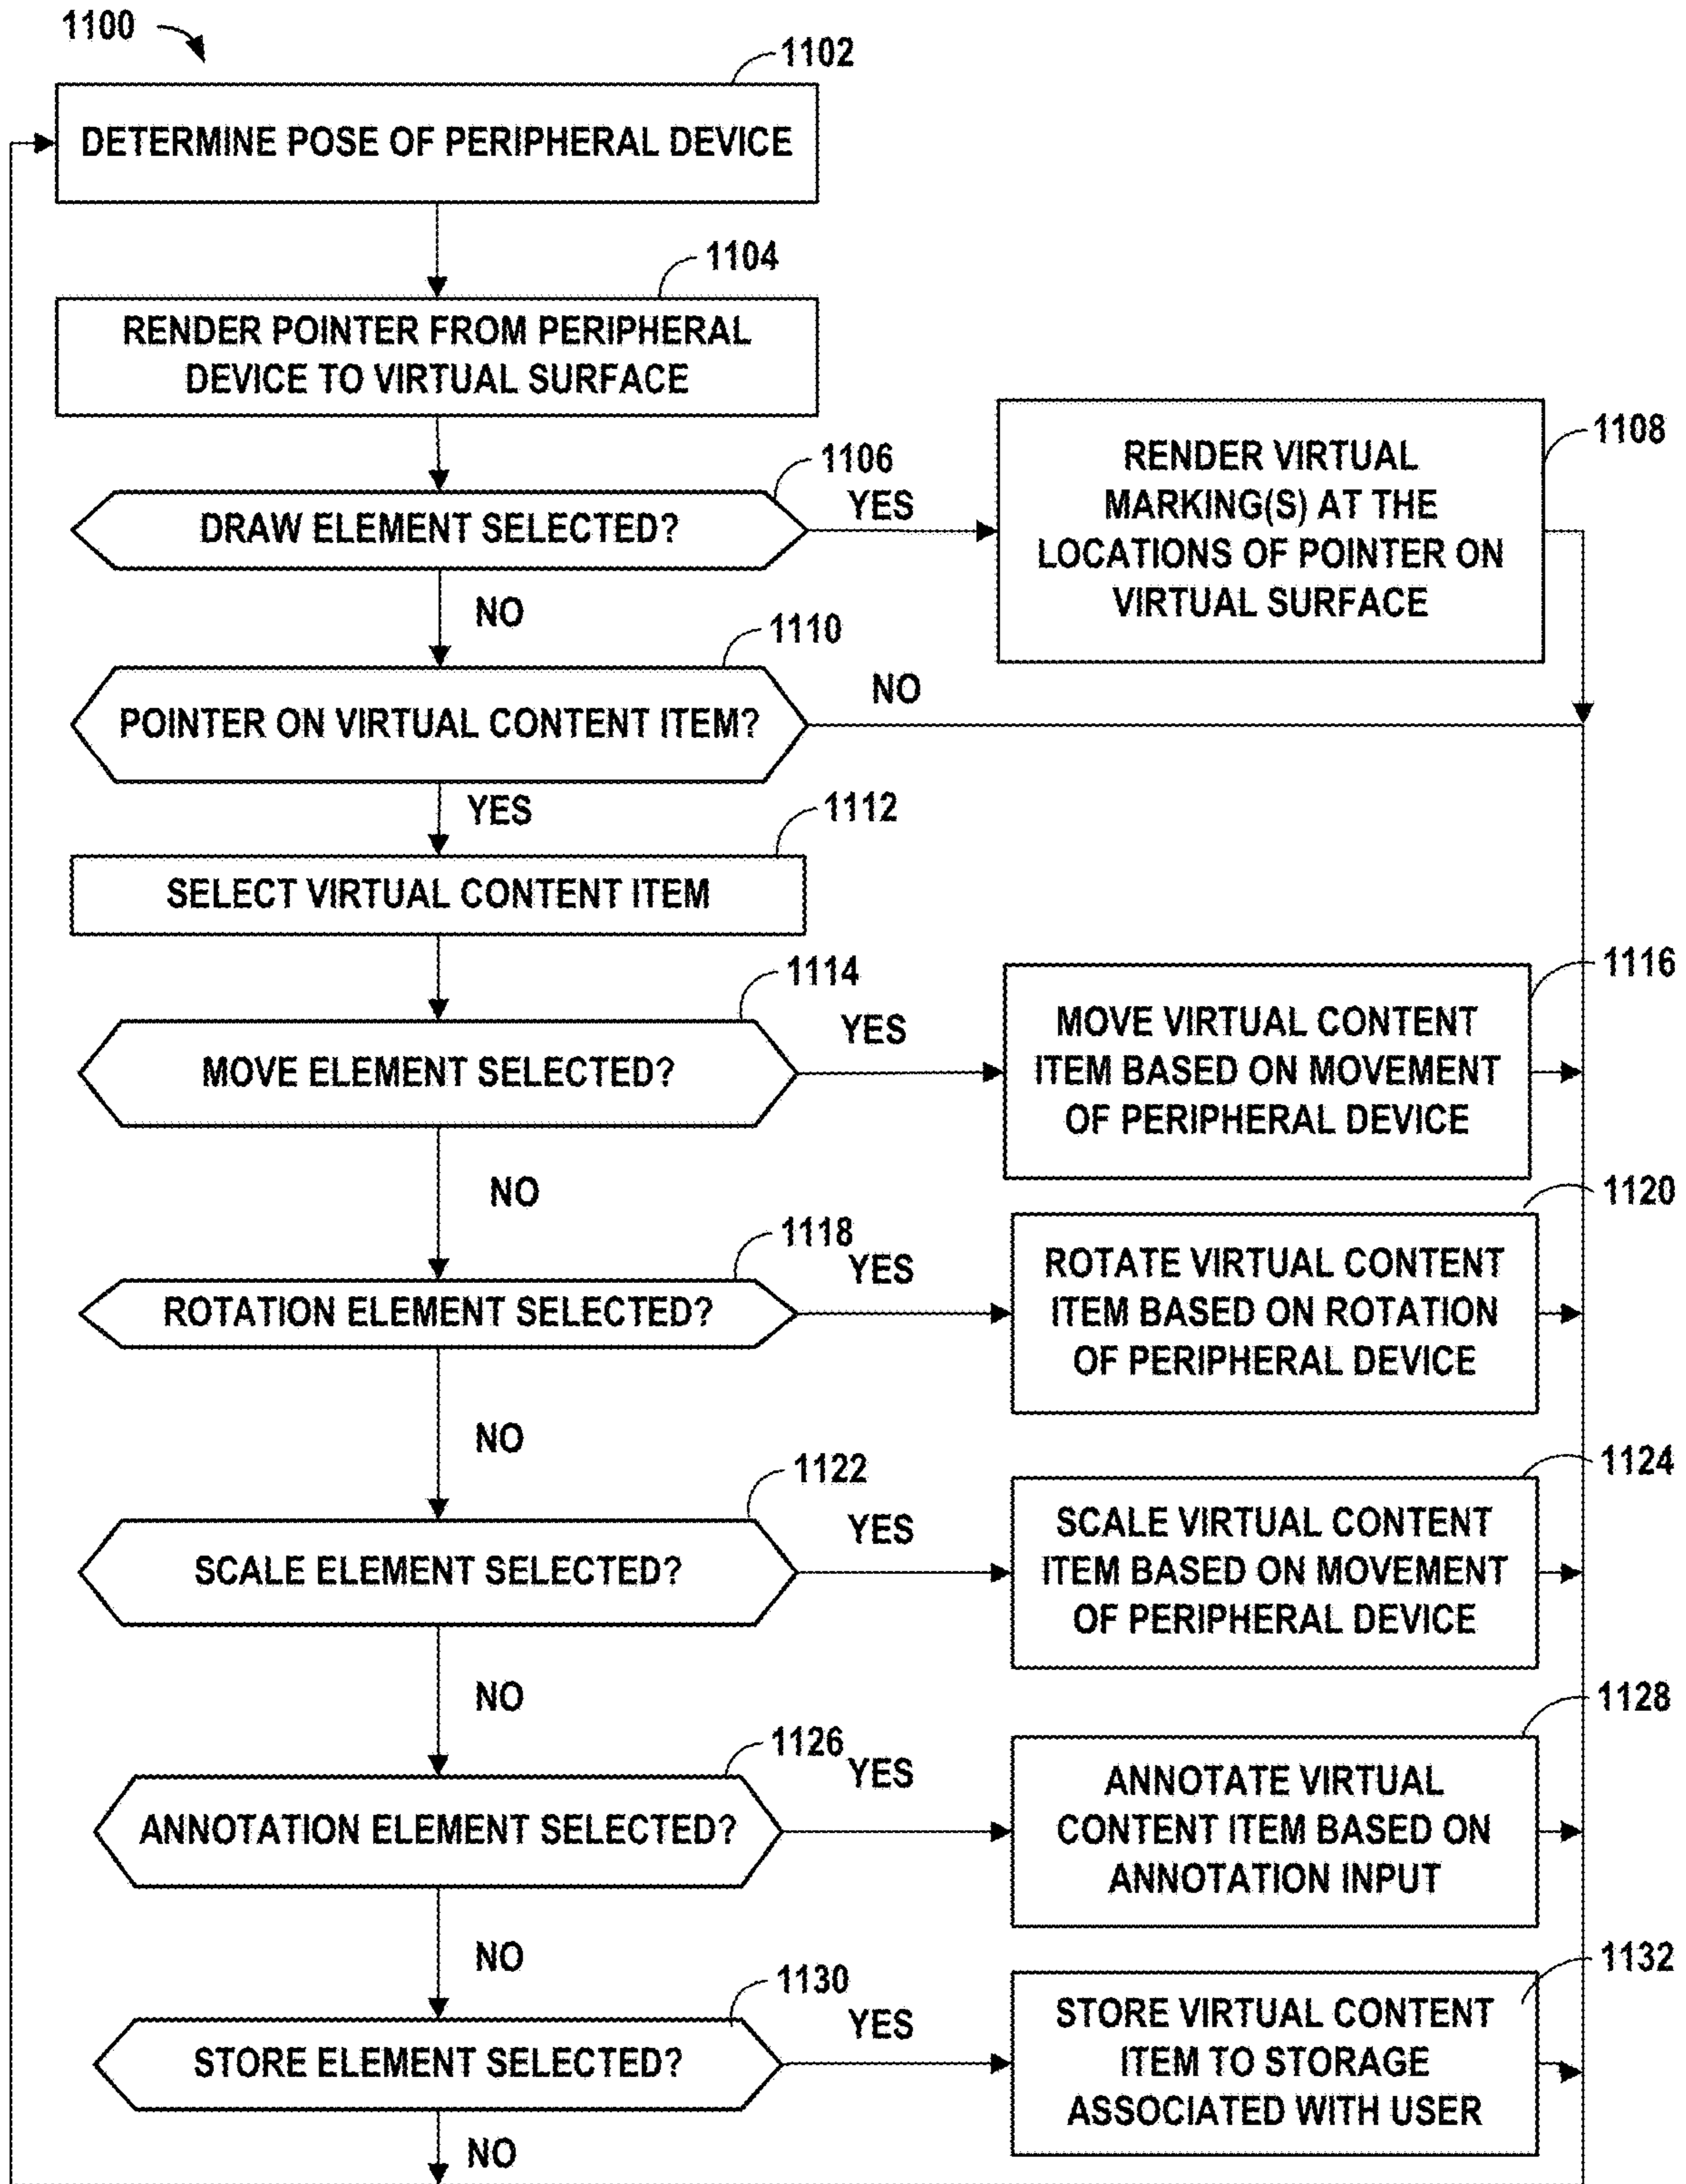 1100
1102
DETERMINE POSE OF PERIPHERAL DEVICE
1104
RENDER POINTER FROM PERIPHERAL
DEVICE TO VIRTUAL SURFACE
1106
DRAW ELEMENT SELECTED?
YES
1108
RENDER VIRTUAL
MARKING(S) AT THE
LOCATIONS OF POINTER ON
VIRTUAL SURFACE
NO
1110
POINTER ON VIRTUAL CONTENT ITEM?
NO
YES
1112
SELECT VIRTUAL CONTENT ITEM
1114
MOVE ELEMENT SELECTED?
YES
1116
MOVE VIRTUAL CONTENT
ITEM BASED ON MOVEMENT
OF PERIPHERAL DEVICE
NO
1118
ROTATION ELEMENT SELECTED?
YES
1120
ROTATE VIRTUAL CONTENT
ITEM BASED ON ROTATION
OF PERIPHERAL DEVICE
NO
1122
SCALE ELEMENT SELECTED?
YES
1124
SCALE VIRTUAL CONTENT
ITEM BASED ON MOVEMENT
OF PERIPHERAL DEVICE
NO
1126
ANNOTATION ELEMENT SELECTED?
YES
1128
ANNOTATE VIRTUAL
CONTENT ITEM BASED ON
ANNOTATION INPUT
NO
1130
STORE ELEMENT SELECTED?
YES
1132
STORE VIRTUAL CONTENT
ITEM TO STORAGE
ASSOCIATED WITH USER
NO